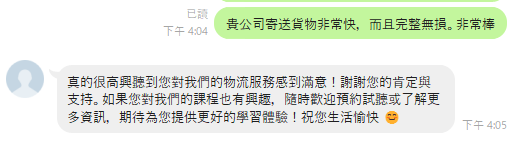 已讀
下午 4:04
貴公司寄送貨物非常快，而且完整無損。非常棒
真的很高興聽到您對我們的物流服務感到滿意！謝謝您的肯定與
支持。如果您對我們的課程也有興趣，隨時歡迎預約試聽或了解更
多資訊，期待為您提供更好的學習體驗！祝您生活愉快 😊
下午 4:05